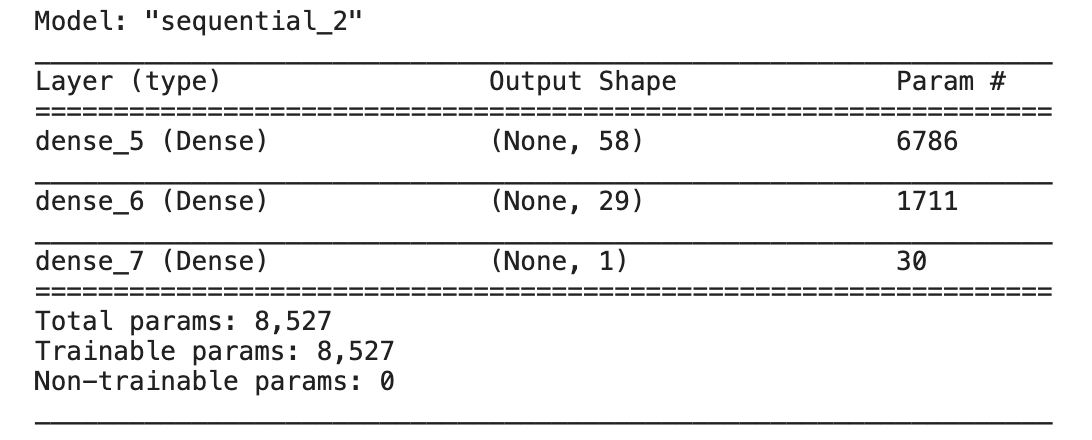 Model: "sequential_2"
Layer (type) Output Shape Param #
dense_5 (Dense) (None, 58) 6786
dense_6 (Dense) (None, 29) 1711
dense_7 (Dense) (None, 1) 30
Total params: 8,527
Trainable params: 8,527
Non-trainable params: 0